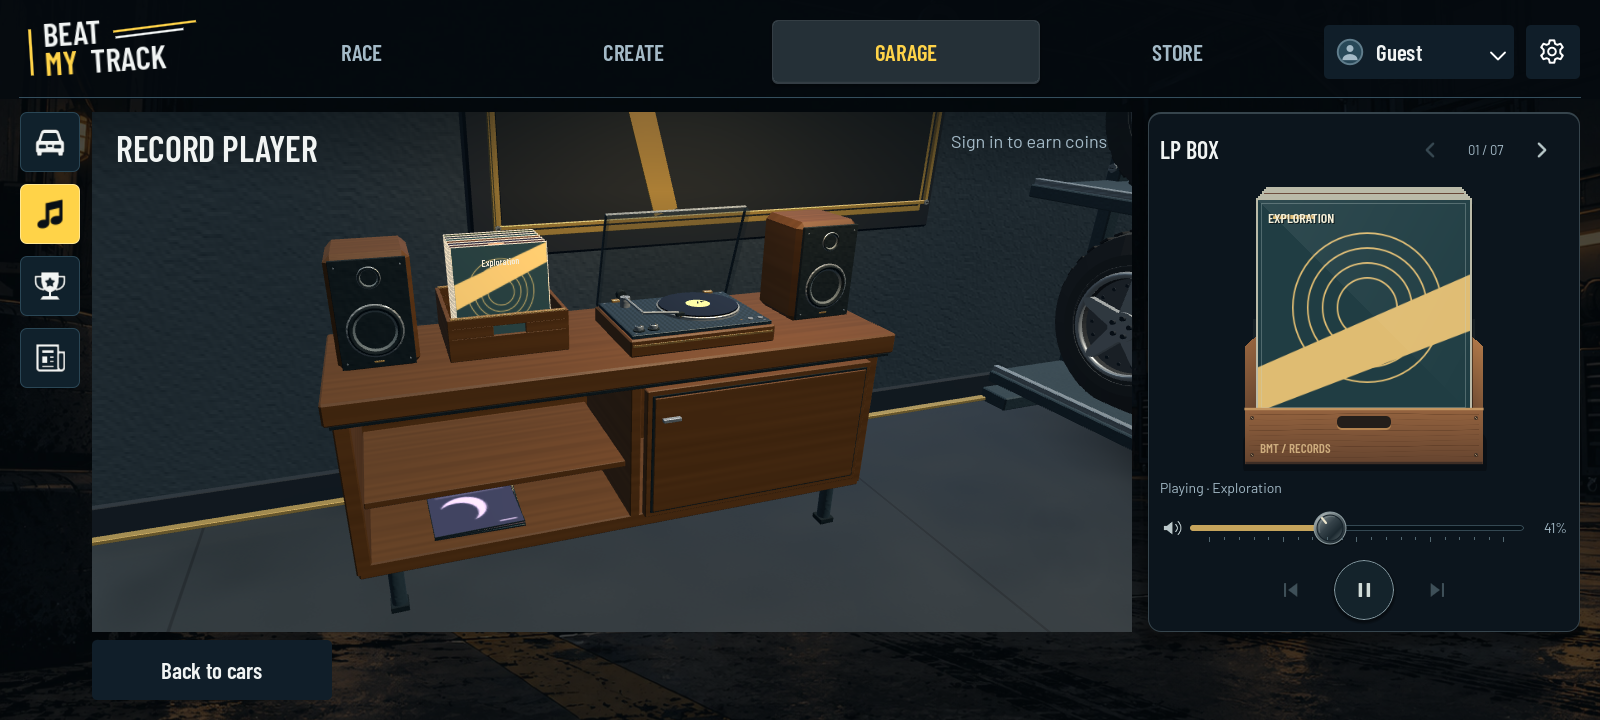 BEAT
MY TRACK
RACE
CREATE
GARAGE
STORE
Guest
RECORD PLAYER
Sign in to earn coins
Exploration
LP BOX
01 / 07
EXPLORATION
BMT / RECORDS
Playing · Exploration
41%
Back to cars